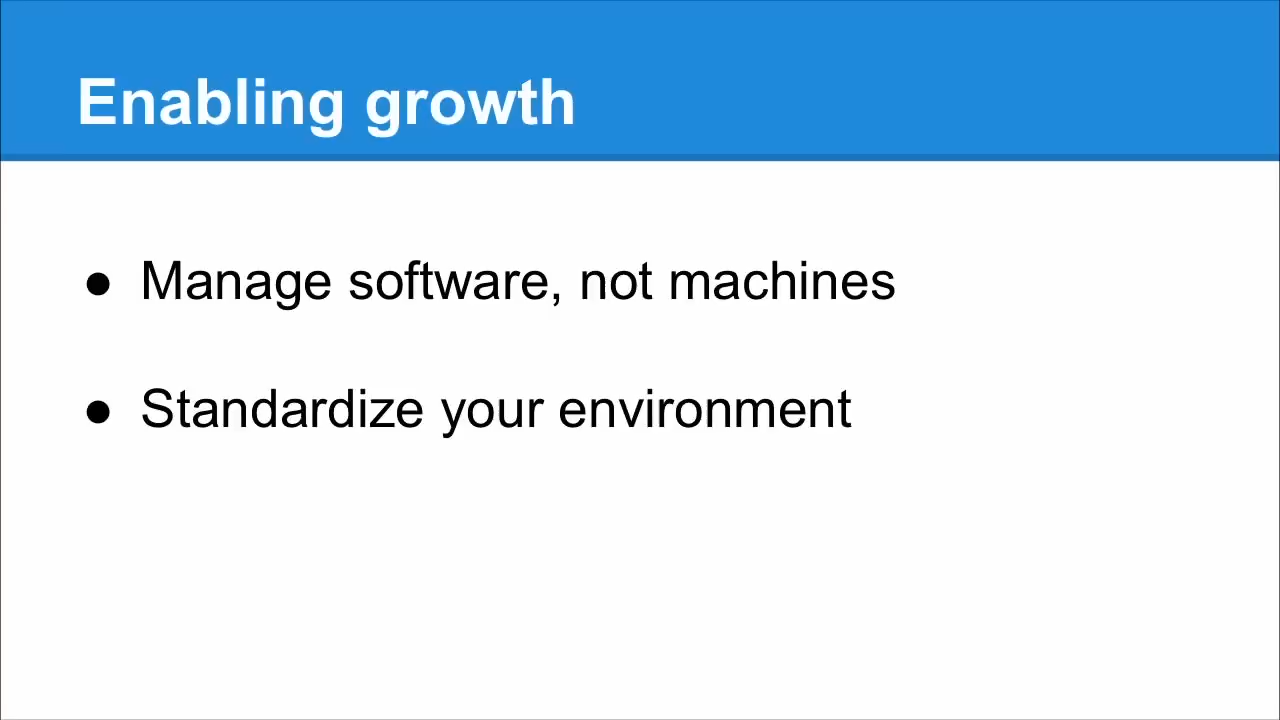 Enabling growth
● Manage software, not machines
● Standardize your environment